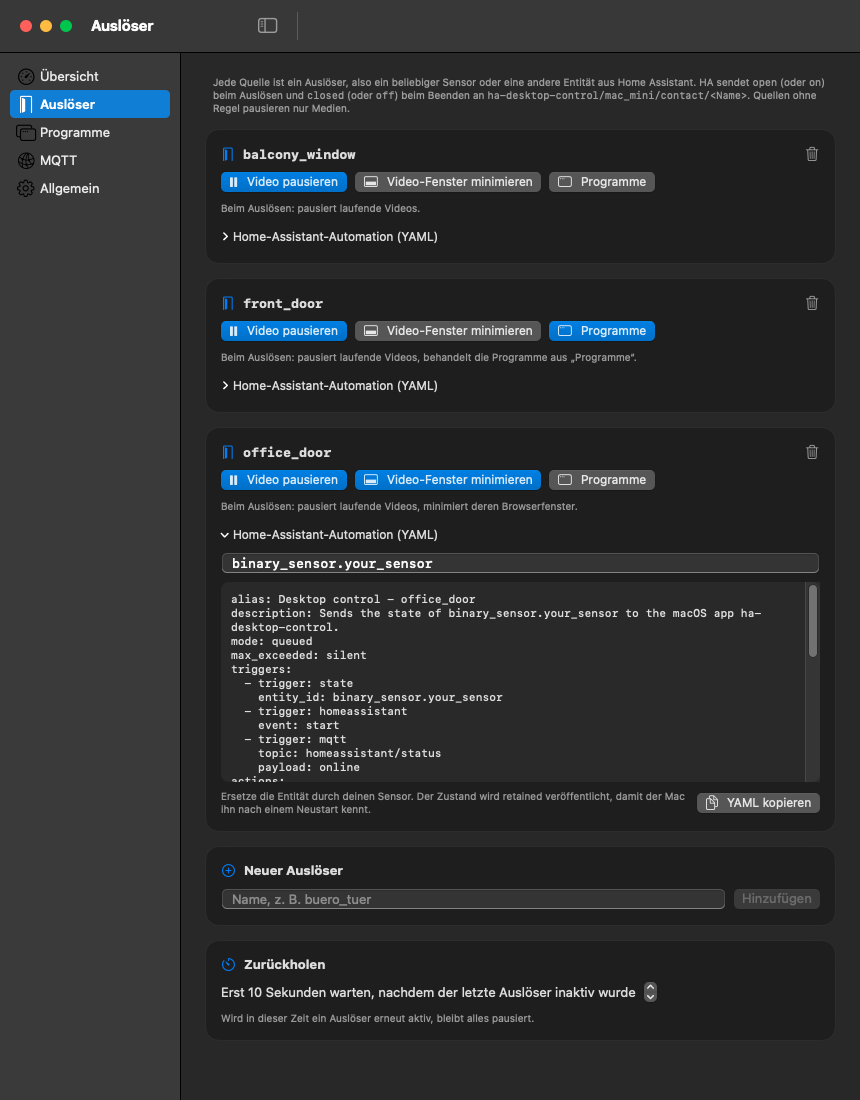 Auslöser
Übersicht
Auslöser
Programme
MQTT
Allgemein
Jede Quelle ist ein Auslöser, also ein beliebiger Sensor oder eine andere Entität aus Home Assistant. HA sendet open (oder on)
beim Auslösen und closed (oder off) beim Beenden an ha-desktop-control/mac_mini/contact/<Name>. Quellen ohne
Regel pausieren nur Medien.
balcony_window
Video pausieren Video-Fenster minimieren Programme
Beim Auslösen: pausiert laufende Videos.
Home-Assistant-Automation (YAML)
front_door
Video pausieren Video-Fenster minimieren Programme
Beim Auslösen: pausiert laufende Videos, behandelt die Programme aus „Programme“.
Home-Assistant-Automation (YAML)
office_door
Video pausieren Video-Fenster minimieren Programme
Beim Auslösen: pausiert laufende Videos, minimiert deren Browserfenster.
Home-Assistant-Automation (YAML)
binary_sensor.your_sensor
alias: Desktop control – office_door
description: Sends the state of binary_sensor.your_sensor to the macOS app ha-
desktop-control.
mode: queued
max_exceeded: silent
triggers:
  - trigger: state
    entity_id: binary_sensor.your_sensor
  - trigger: homeassistant
    event: start
  - trigger: mqtt
    topic: homeassistant/status
    payload: online
actions:
Ersetze die Entität durch deinen Sensor. Der Zustand wird retained veröffentlicht, damit der Mac
ihn nach einem Neustart kennt.
YAML kopieren
Neuer Auslöser
Name, z. B. buero_tuer
Hinzufügen
Zurückholen
Erst 10 Sekunden warten, nachdem der letzte Auslöser inaktiv wurde
Wird in dieser Zeit ein Auslöser erneut aktiv, bleibt alles pausiert.